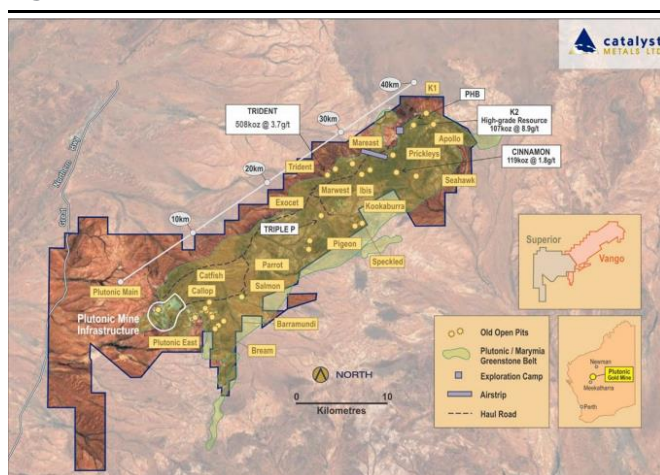 catalyst
METALS LTD
40km
K1
PHB
TRIDENT
508koz @ 3.7g/t
30km
K2
High-grade Resource
107koz @ 8.9g/t
Mareast
Apollo
Trident
Prickleys
CINNAMON
119koz @ 1.8g/t
20km
Marwest
Ibis
Seahawk
Exocet
Kookaburra
10km
TRIPLE P
Pigeon
Superior
Vango
Great
Northern
Hwy
Parrot
Speckled
Catfish
Plutonic Main
Callop
Salmon
Plutonic Mine
Infrastructure
Barramundi
Plutonic East
Bream
NORTH
0
10
Kilometres
Old Open Pits
Plutonic / Marymia
Greenstone Belt
Exploration Camp
Airstrip
Haul Road
Newman
Plutonic
Gold Mine
Meekatharra
Perth